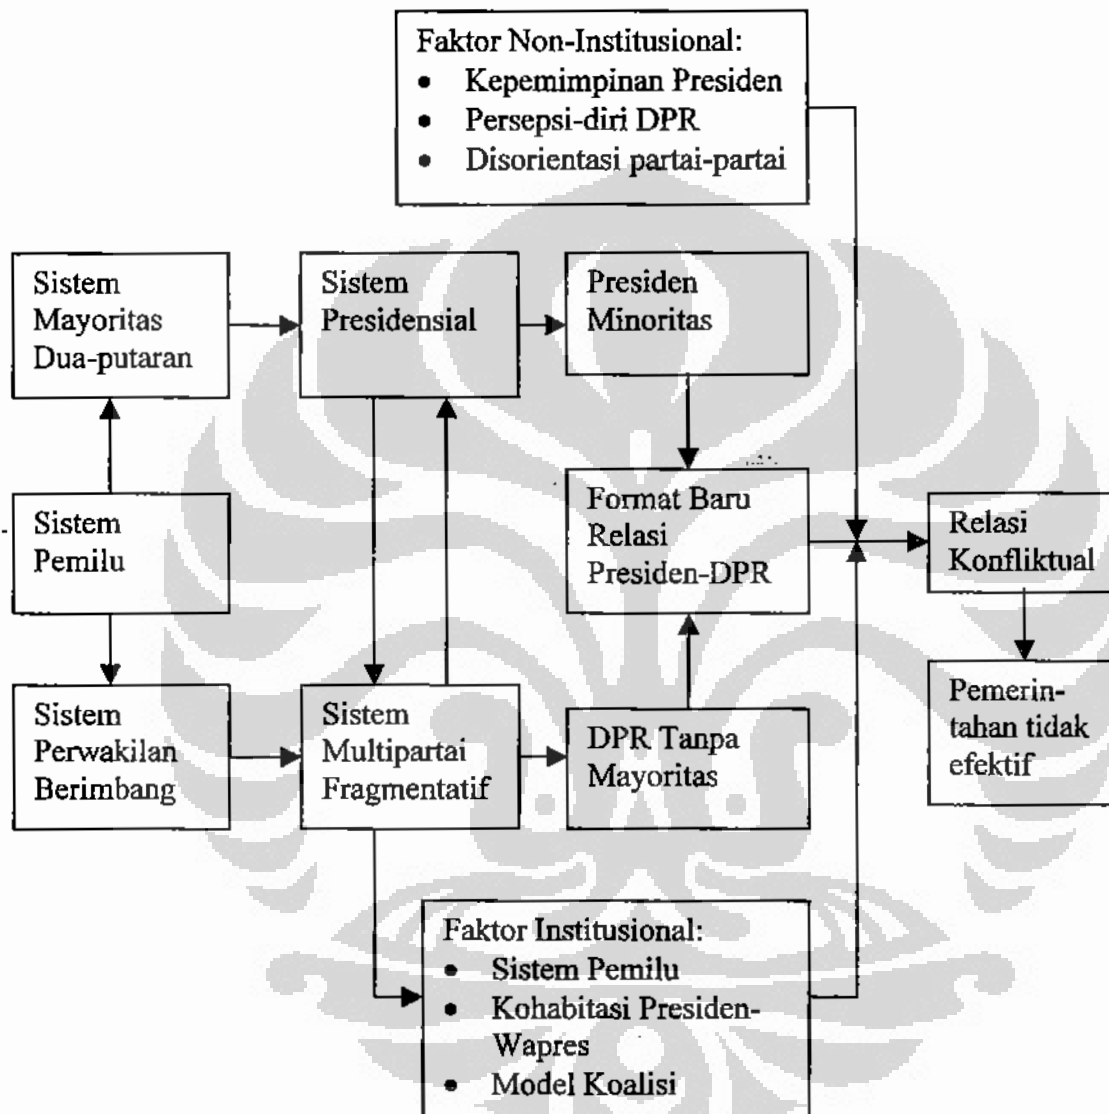 Faktor Non-Institusional:
• Kepemimpinan Presiden
• Persepsi-diri DPR
• Disorientasi partai-partai
Sistem
Mayoritas
Dua-putaran
Sistem
Presidensial
Presiden
Minoritas
Sistem
Pemilu
Format Baru
Relasi
Presiden-DPR
Relasi
Konfliktual
Sistem
Perwakilan
Berimbang
Sistem
Multipartai
Fragmentatif
DPR Tanpa
Mayoritas
Pemerin-
tahan tidak
efektif
Faktor Institusional:
• Sistem Pemilu
• Kohabitasi Presiden-
Wapres
• Model Koalisi